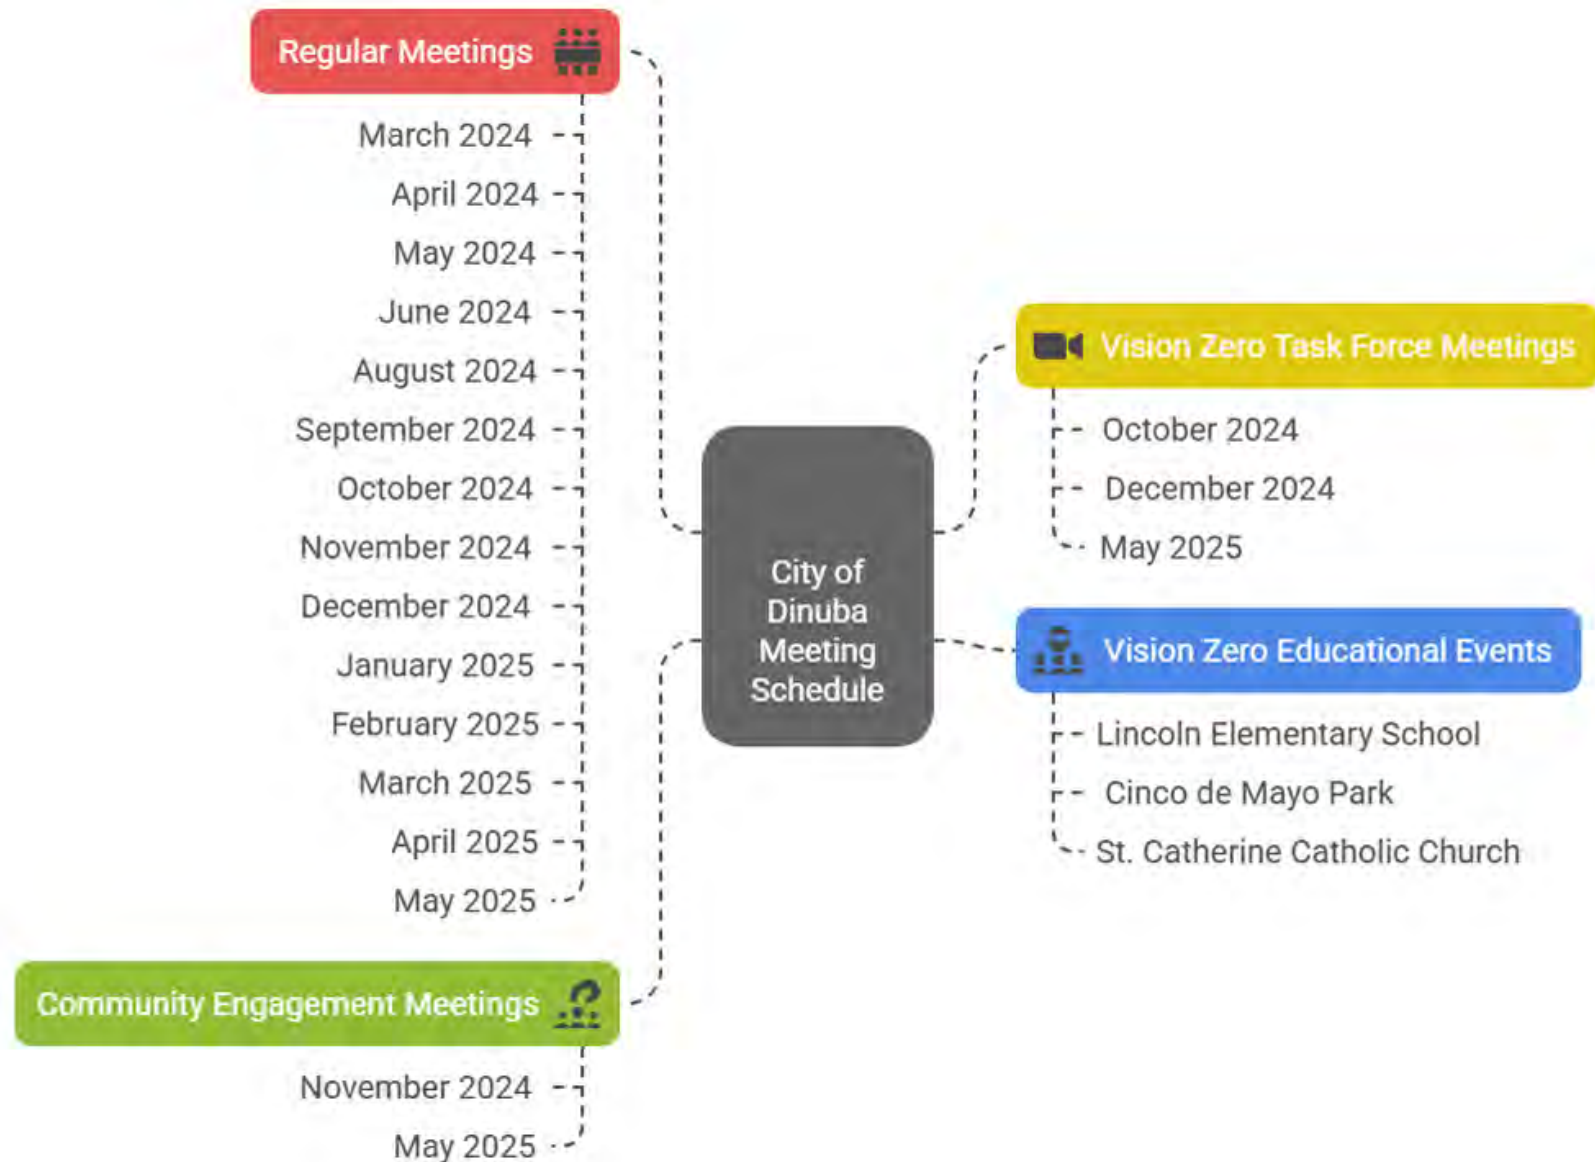 Regular Meetings
March 2024
April 2024
May 2024
June 2024
August 2024
September 2024
October 2024
November 2024
December 2024
January 2025
February 2025
March 2025
April 2025
May 2025
Community Engagement Meetings
November 2024
May 2025
City of
Dinuba
Meeting
Schedule
Vision Zero Task Force Meetings
October 2024
December 2024
May 2025
Vision Zero Educational Events
Lincoln Elementary School
Cinco de Mayo Park
St. Catherine Catholic Church